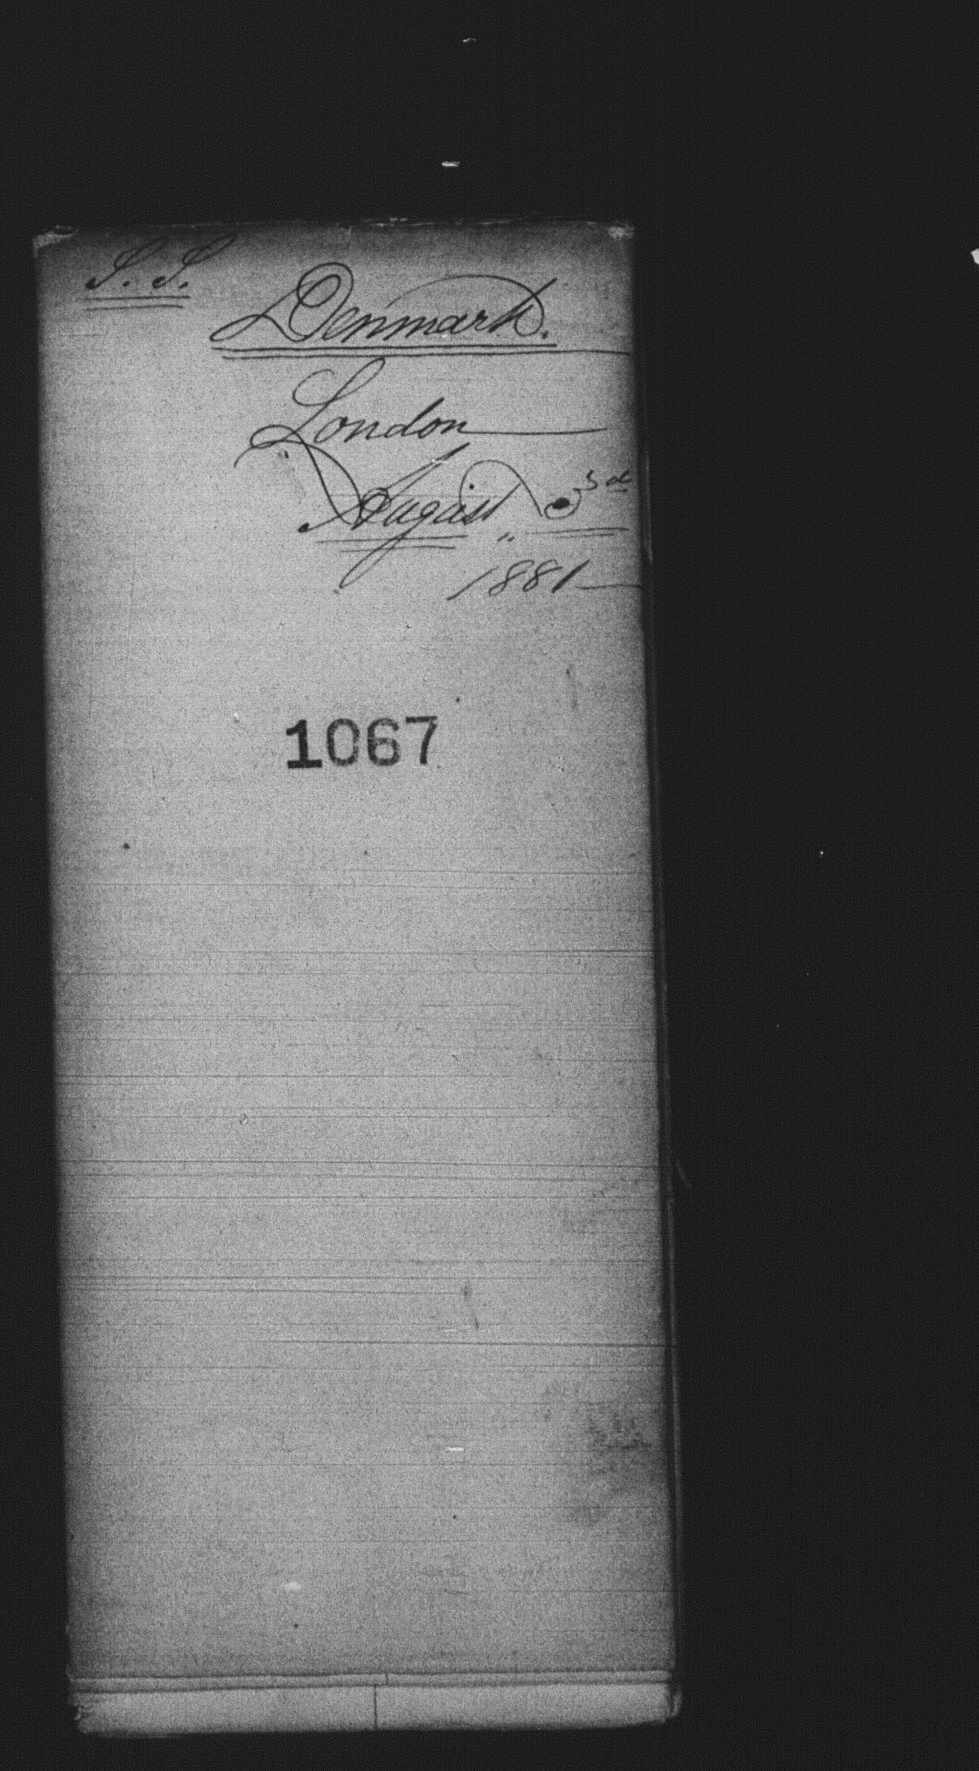 S. S.
Denmark.
London
August 3rd
1881
1067